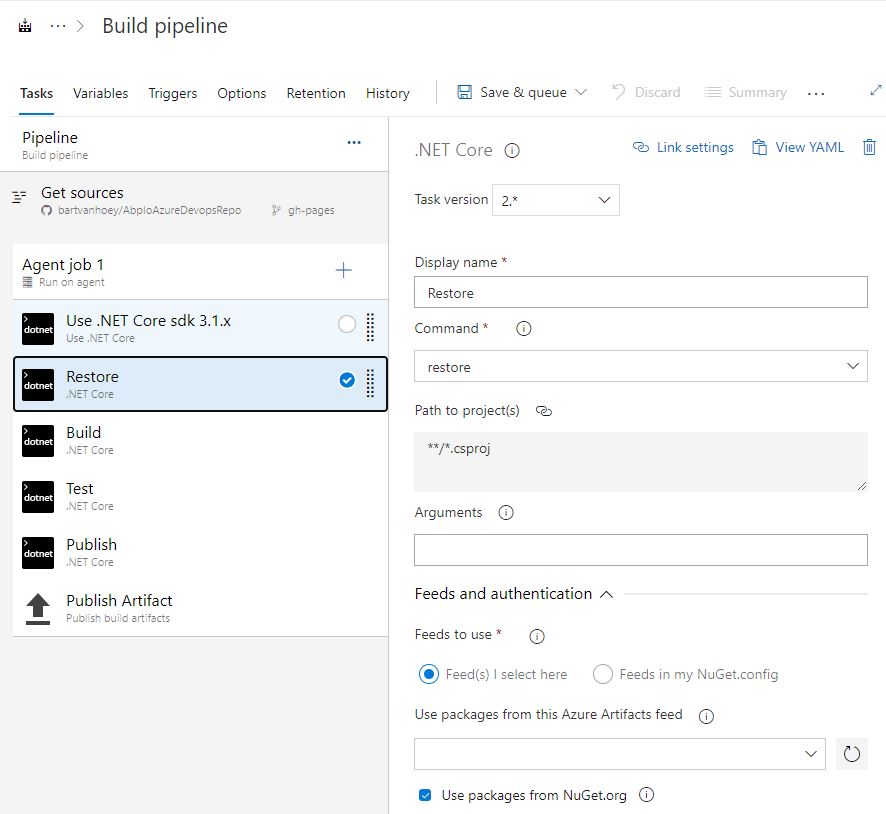 ··· > Build pipeline
Tasks Variables Triggers Options Retention History Save & queue Discard Summary ...
Pipeline ...
Build pipeline
Get sources
bartvanhoey/AbpIoAzureDevopsRepo gh-pages
Agent job 1 +
Run on agent
dotnet Use .NET Core sdk 3.1.x
Use .NET Core
dotnet Restore
.NET Core
dotnet Build
.NET Core
dotnet Test
.NET Core
dotnet Publish
.NET Core
Publish Artifact
Publish build artifacts
.NET Core Link settings View YAML
Task version 2.*
Display name *
Restore
Command *
restore
Path to project(s)
**/*.csproj
Arguments
Feeds and authentication
Feeds to use *
Feed(s) I select here Feeds in my NuGet.config
Use packages from this Azure Artifacts feed
Use packages from NuGet.org